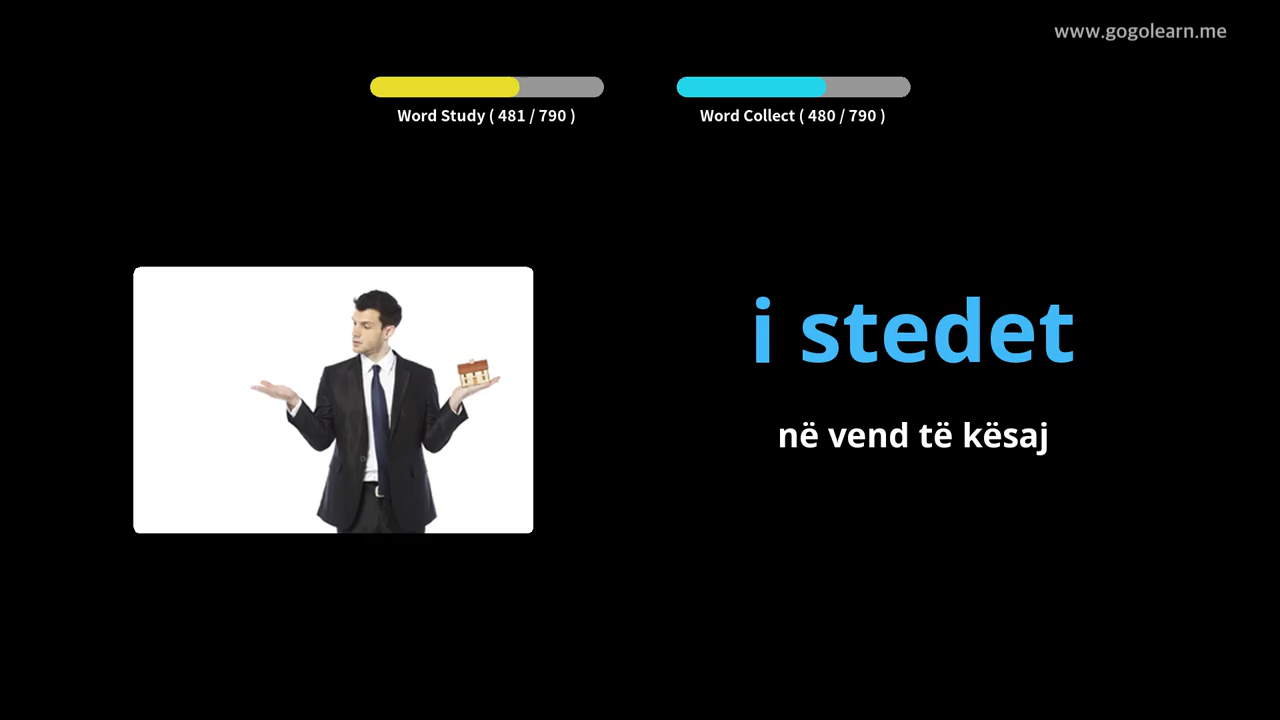 www.gogolearn.me
Word Study ( 481 / 790 )
Word Collect ( 480 / 790 )
i stedet
në vend të kësaj